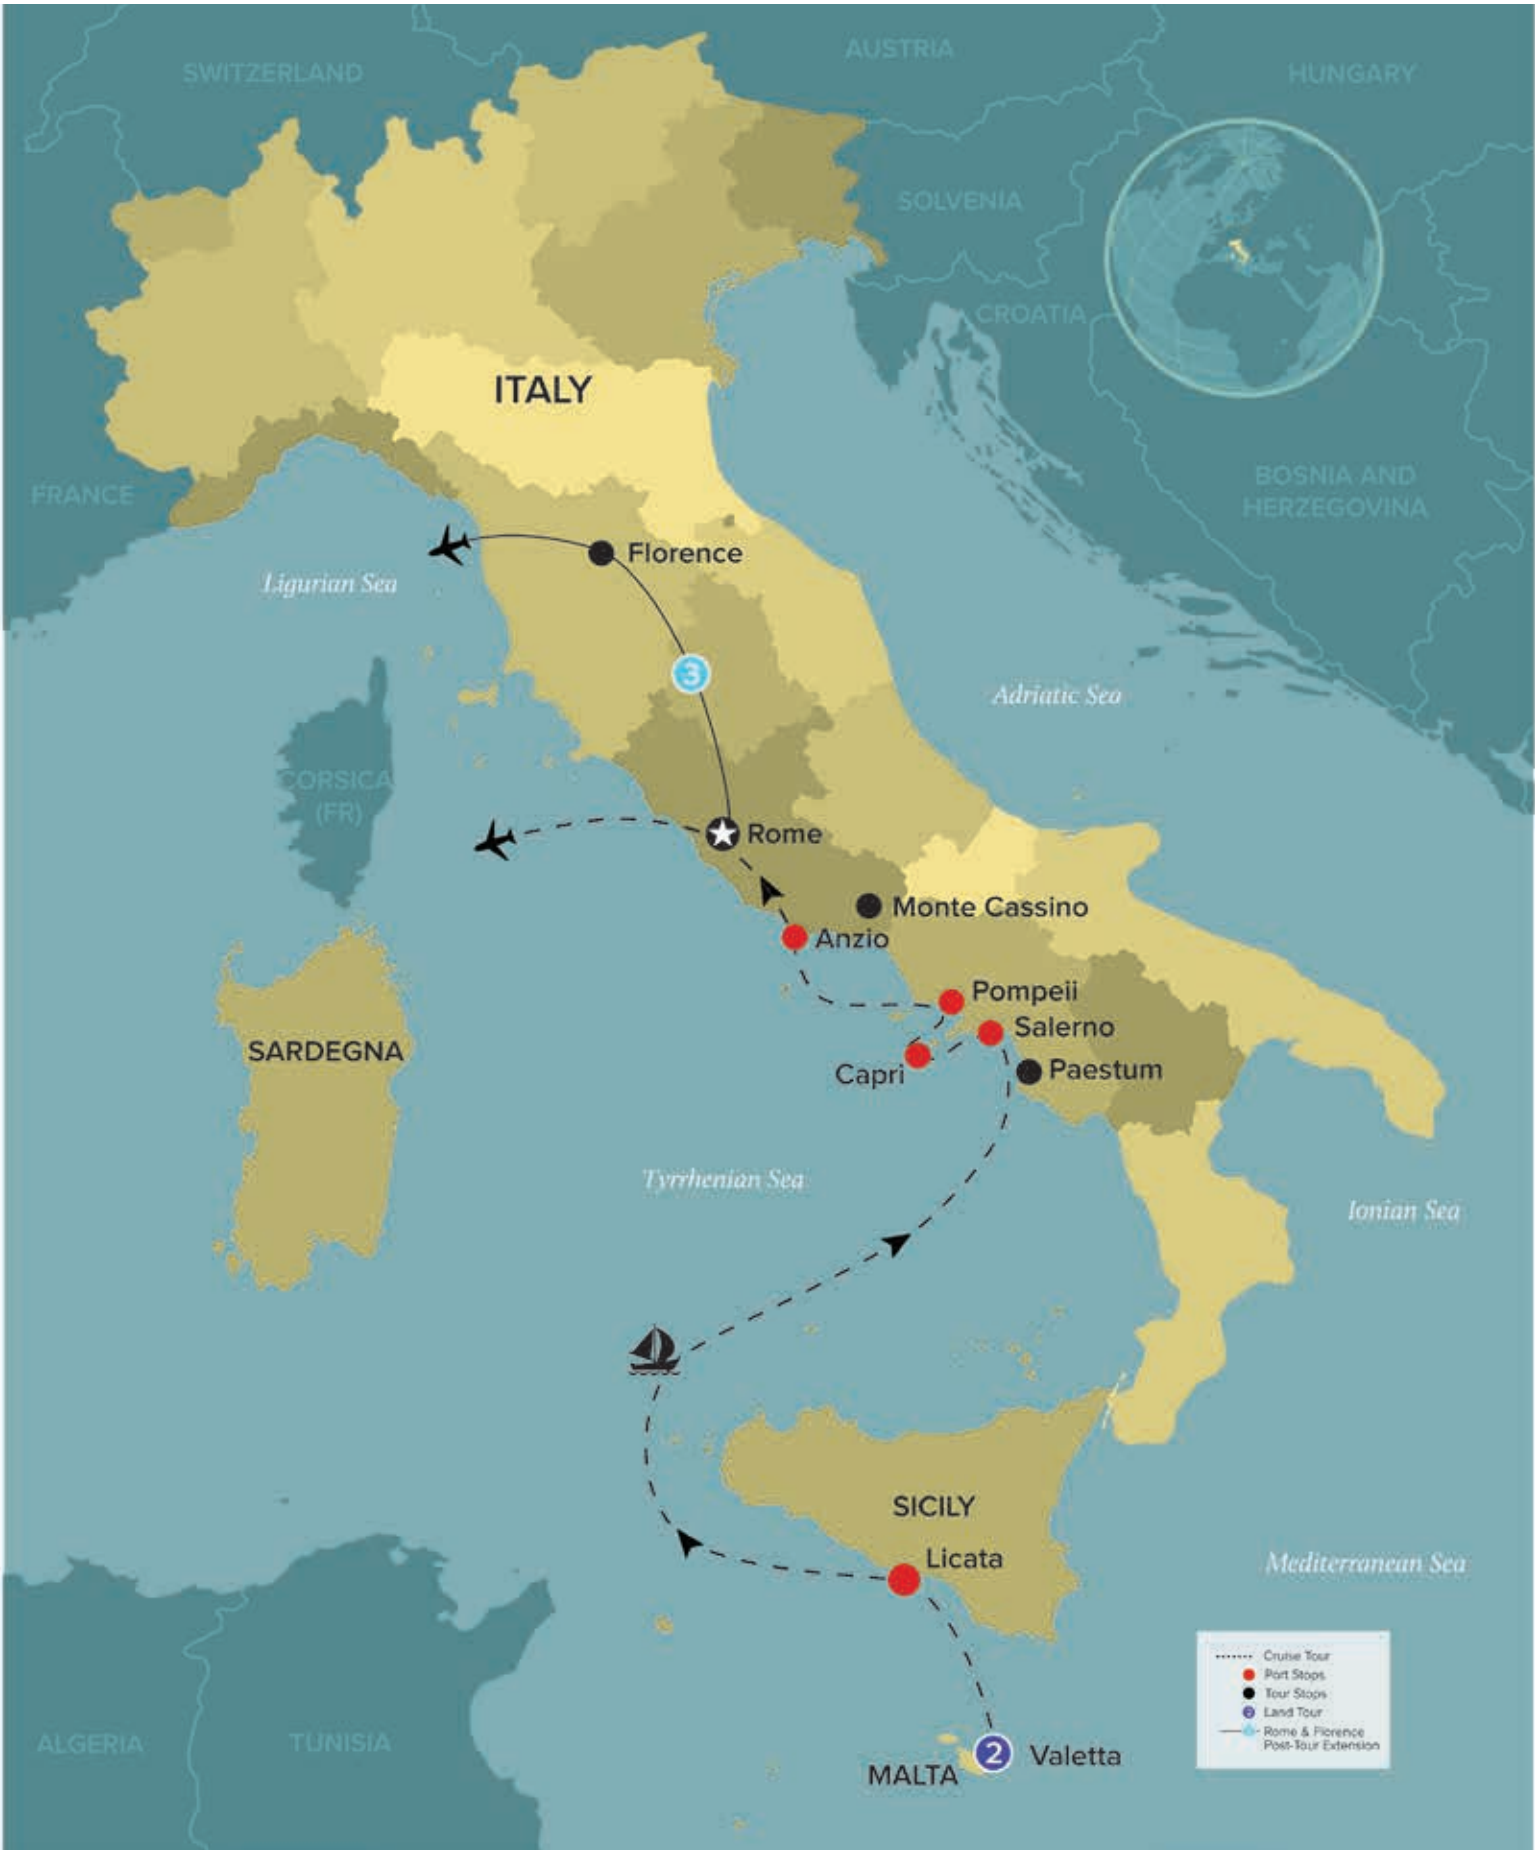 SWITZERLAND
AUSTRIA
HUNGARY
SOLVENIA
CROATIA
ITALY
FRANCE
BOSNIA AND
HERZEGOVINA
Florence
Ligurian Sea
3
Adriatic Sea
CORSICA
(FR)
Rome
Monte Cassino
Anzio
Pompeii
Salerno
SARDEGNA
Capri
Paestum
Tyrrhenian Sea
Ionian Sea
SICILY
Licata
Mediterranean Sea
Cruise Tour
Port Stops
Tour Stops
2 Land Tour
Rome & Florence
Post-Tour Extension
ALGERIA
TUNISIA
2
Valetta
MALTA